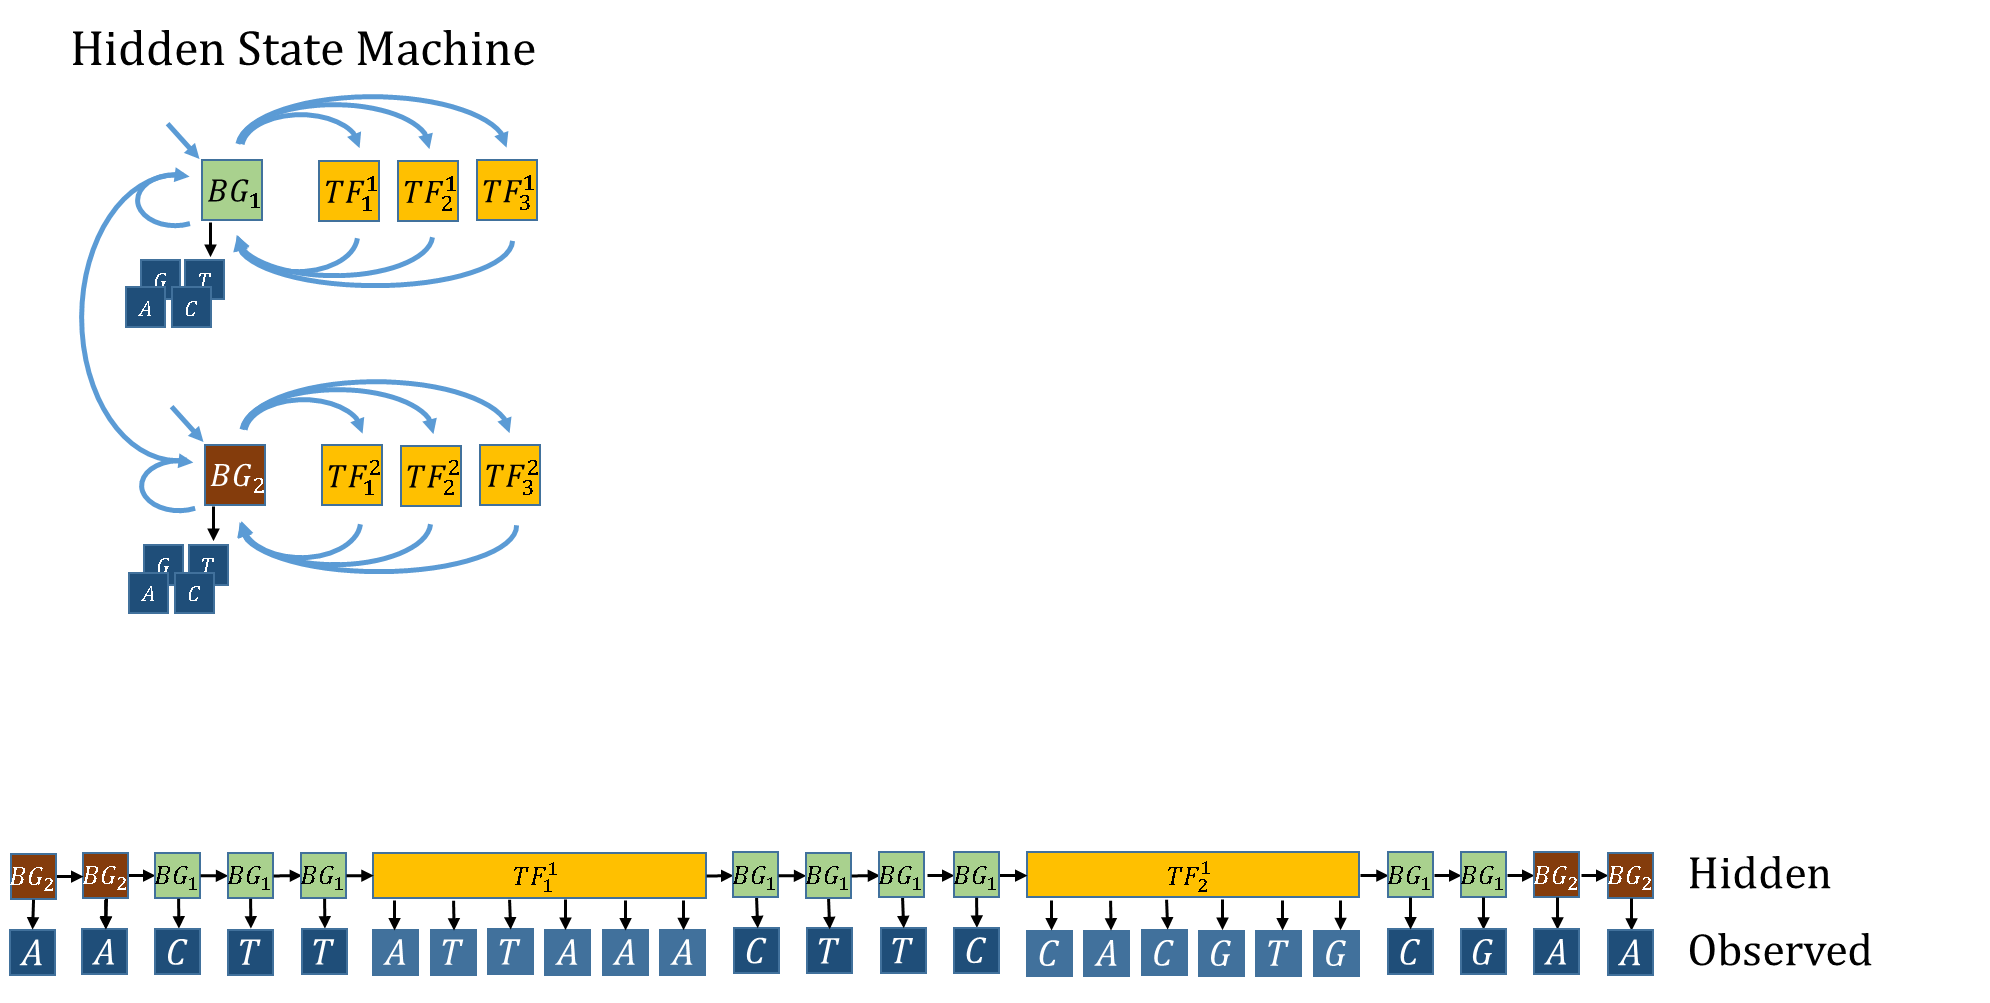 Hidden State Machine
BG₁ TF₁¹ TF₂¹ TF₃¹
G T
A C
BG₂ TF₁² TF₂² TF₃²
G T
A C
BG₂ BG₂ BG₁ BG₁ BG₁ TF₁¹ BG₁ BG₁ BG₁ BG₁ TF₂¹ BG₁ BG₁ BG₂ BG₂ Hidden
A A C T T A T T A A A C T T C C A C G T G C G A A Observed